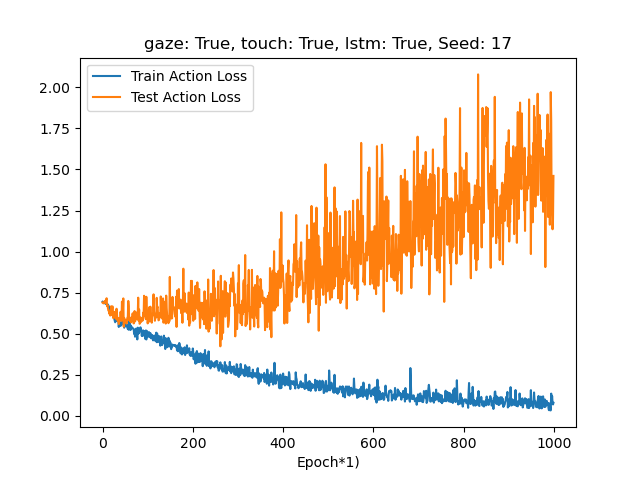 gaze: True, touch: True, lstm: True, Seed: 17
Train Action Loss
Test Action Loss
2.00
1.75
1.50
1.25
1.00
0.75
0.50
0.25
0.00
0 200 400 600 800 1000
Epoch*1)